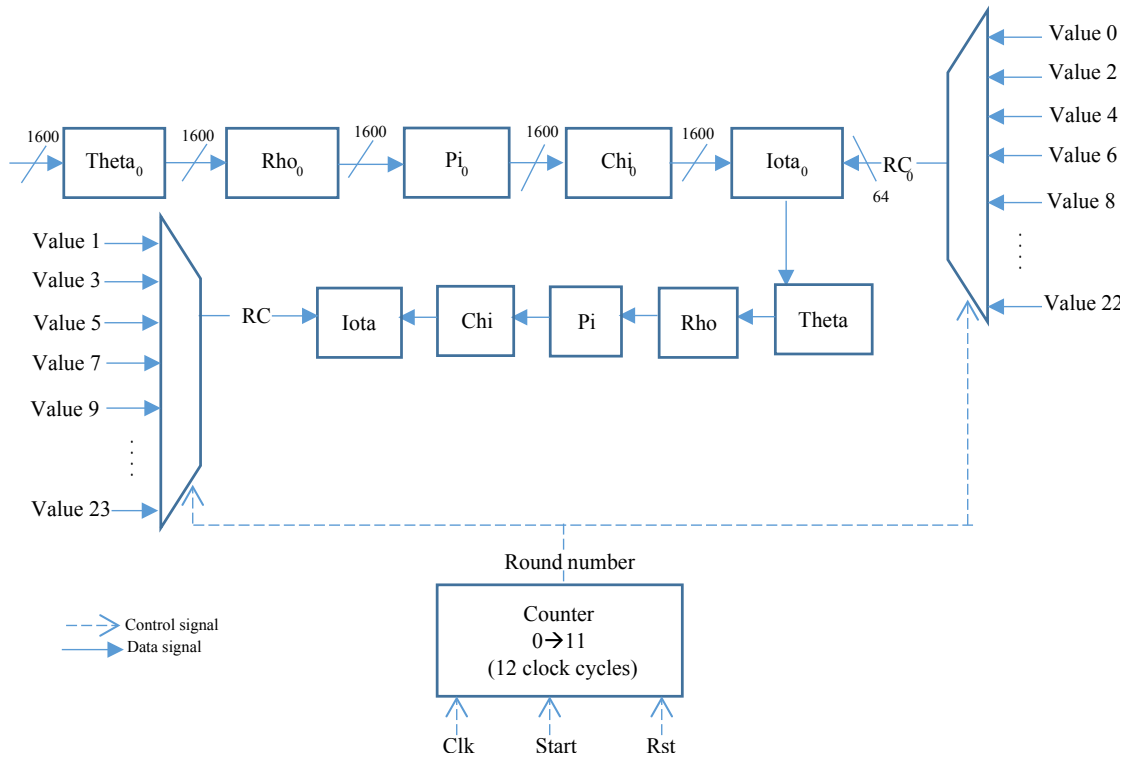 Value 0
Value 2
Value 4
Value 6
Value 8
Value 22
1600 1600 1600 1600 1600
Theta0 Rho0 Pi0 Chi0 Iota0 RC0
64
Value 1
Value 3
Value 5
Value 7
Value 9
Value 23
RC Iota Chi Pi Rho Theta
Round number
Counter
0→11
(12 clock cycles)
Control signal
Data signal
Clk Start Rst